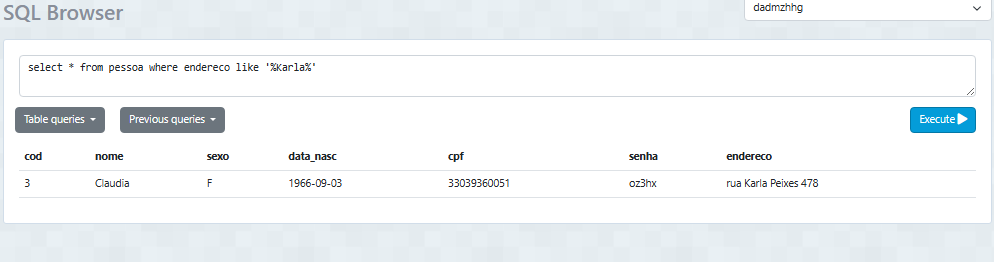 SQL Browser
dadmzhhg
select * from pessoa where endereco like '%Karla%'
Table queries
Previous queries
Execute
cod nome sexo data_nasc cpf senha endereco
3 Claudia F 1966-09-03 33039360051 oz3hx rua Karla Peixes 478